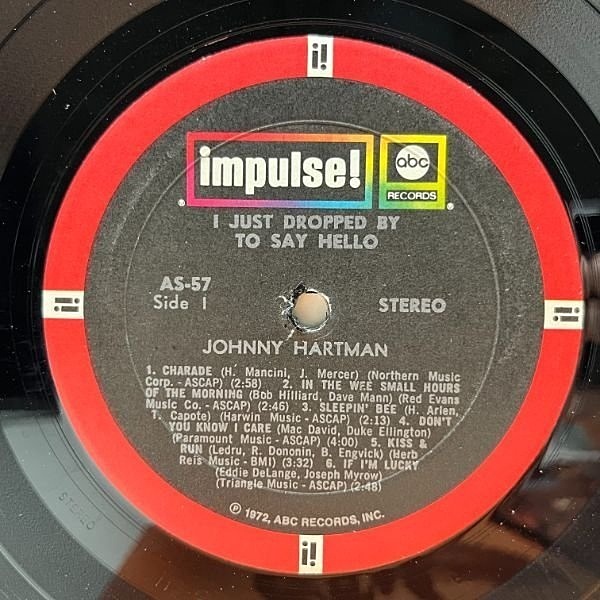 i!
impulse!
abc
RECORDS
®
®
I JUST DROPPED BY
TO SAY HELLO
AS-57
Side 1
STEREO
i!
i!
JOHNNY HARTMAN
1. CHARADE (H. Mancini, J. Mercer) (Northern Music
Corp. - ASCAP) (2:58) 2. IN THE WEE SMALL HOURS
OF THE MORNING (Bob Hilliard, Dave Mann) (Red Evans
Music Co. - ASCAP) (2:46) 3. SLEEPIN' BEE (H. Arlen,
T. Capote) (Harwin Music - ASCAP) (2:13) 4. DON'T
YOU KNOW I CARE (Mac David, Duke Ellington)
(Paramount Music - ASCAP) (4:00) 5. KISS &
RUN (Ledru, R. Dononin, B. Engvick) (Herb
Reis Music - BMI) (3:32) 6. IF I'M LUCKY
(Eddie DeLange, Joseph Myrow)
(Triangle Music - ASCAP) (2:48)
℗ 1972, ABC RECORDS, INC.
STEREO
i!